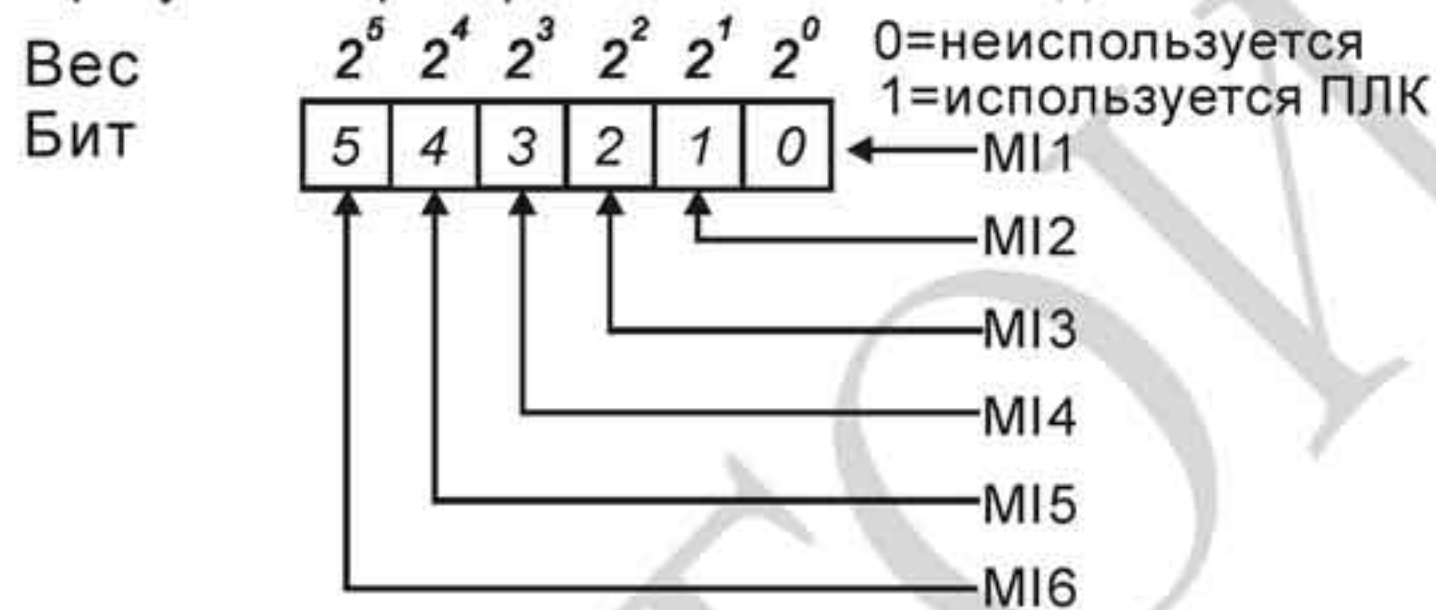 Вес 2⁵ 2⁴ 2³ 2² 2¹ 2⁰ 0=неиспользуется
1=используется ПЛК
Бит 5 4 3 2 1 0 MI1
MI2
MI3
MI4
MI5
MI6